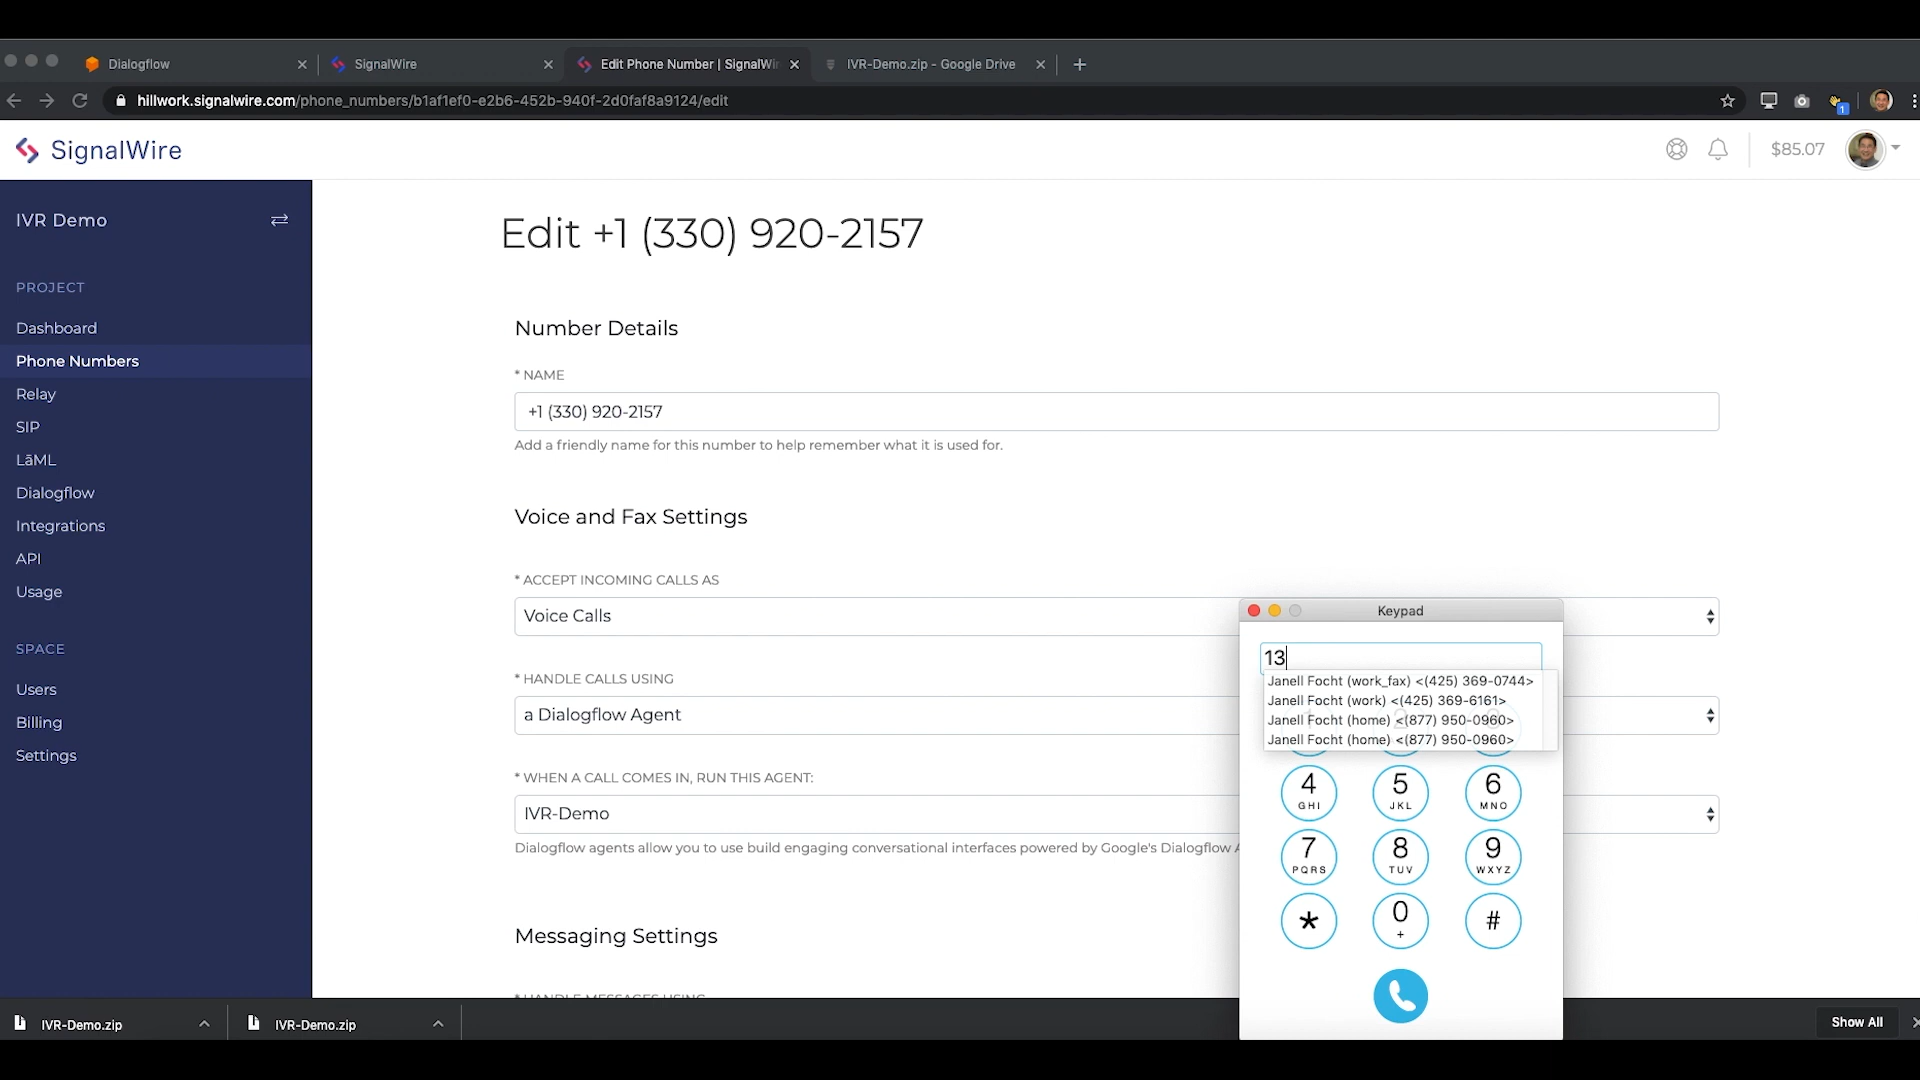 Dialogflow
SignalWire
Edit Phone Number | SignalWir
IVR-Demo.zip - Google Drive
hillwork.signalwire.com/phone_numbers/b1af1ef0-e2b6-452b-940f-2d0faf8a9124/edit
1
SignalWire
$85.07
IVR Demo
PROJECT
Dashboard
Phone Numbers
Relay
SIP
LāML
Dialogflow
Integrations
API
Usage
SPACE
Users
Billing
Settings
Edit +1 (330) 920-2157
Number Details
* NAME
+1 (330) 920-2157
Add a friendly name for this number to help remember what it is used for.
Voice and Fax Settings
* ACCEPT INCOMING CALLS AS
Voice Calls
* HANDLE CALLS USING
a Dialogflow Agent
* WHEN A CALL COMES IN, RUN THIS AGENT:
IVR-Demo
Dialogflow agents allow you to use build engaging conversational interfaces powered by Google's Dialogflow
Messaging Settings
* HANDLE MESSAGES USING
Keypad
13
Janell Focht (work_fax) <(425) 369-0744>
Janell Focht (work) <(425) 369-6161>
Janell Focht (home) <(877) 950-0960>
Janell Focht (home) <(877) 950-0960>
4 GHI
5 JKL
6 MNO
7 PQRS
8 TUV
9 WXYZ
*
0 +
#
IVR-Demo.zip
IVR-Demo.zip
Show All